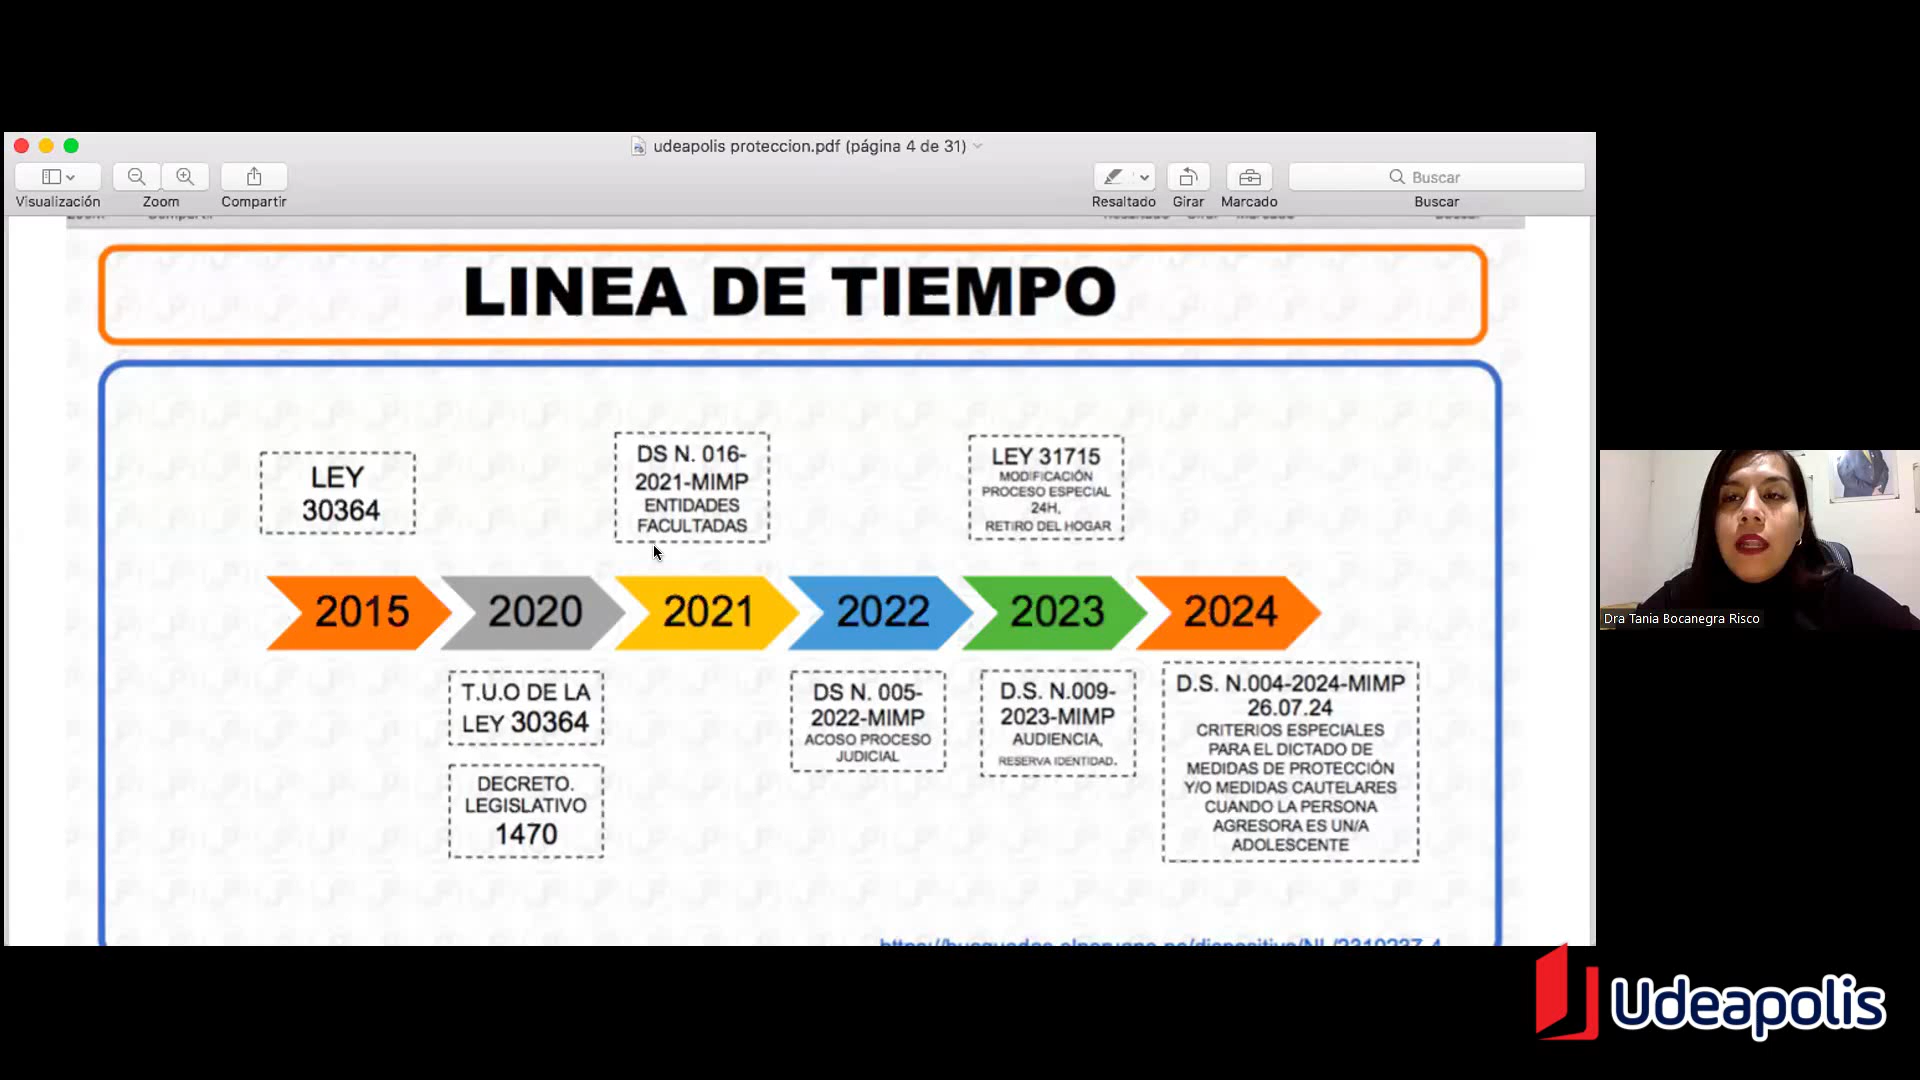 udeapolis proteccion.pdf (página 4 de 31)
Visualización
Zoom
Compartir
Resaltado
Girar
Marcado
Buscar
Buscar
LINEA DE TIEMPO
LEY
30364
DS N. 016-
2021-MIMP
ENTIDADES
FACULTADAS
LEY 31715
MODIFICACIÓN
PROCESO ESPECIAL
24H,
RETIRO DEL HOGAR
2015
2020
2021
2022
2023
2024
T.U.O DE LA
LEY 30364
DECRETO.
LEGISLATIVO
1470
DS N. 005-
2022-MIMP
ACOSO PROCESO
JUDICIAL
D.S. N.009-
2023-MIMP
AUDIENCIA,
RESERVA IDENTIDAD.
D.S. N.004-2024-MIMP
26.07.24
CRITERIOS ESPECIALES
PARA EL DICTADO DE
MEDIDAS DE PROTECCIÓN
Y/O MEDIDAS CAUTELARES
CUANDO LA PERSONA
AGRESORA ES UN/A
ADOLESCENTE
Dra Tania Bocanegra Risco
Udeapolis